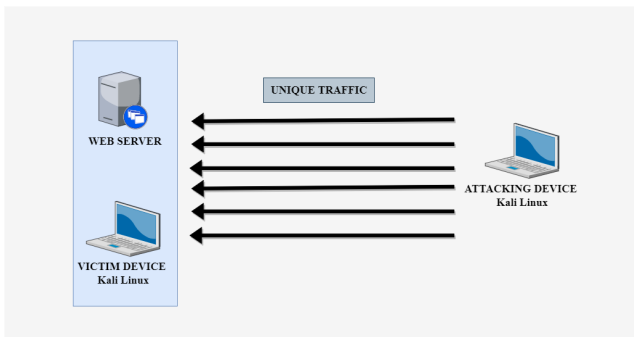 UNIQUE TRAFFIC
WEB SERVER
ATTACKING DEVICE
Kali Linux
VICTIM DEVICE
Kali Linux